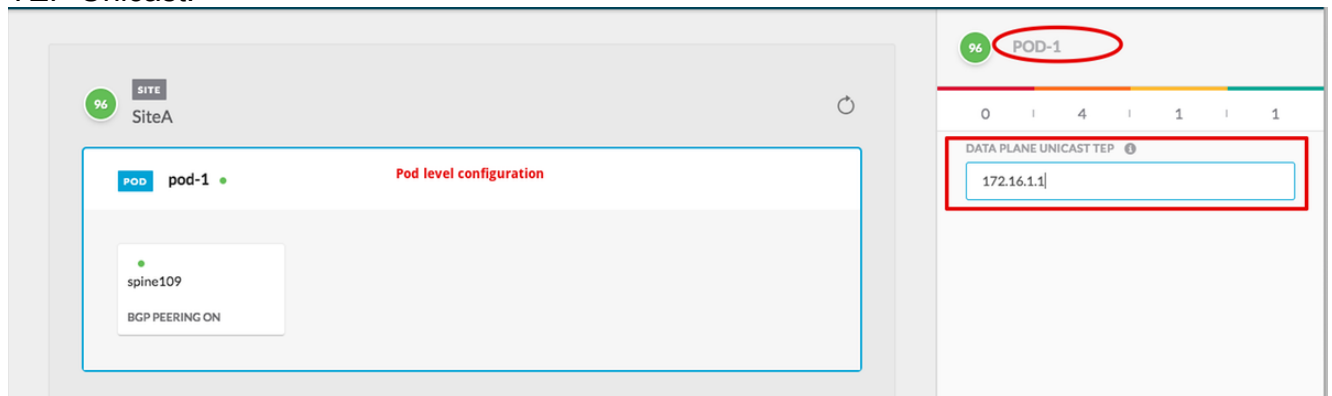 SITE
96 SiteA
POD pod-1 Pod level configuration
spine109
BGP PEERING ON
96 POD-1
0 4 1 1
DATA PLANE UNICAST TEP
172.16.1.1